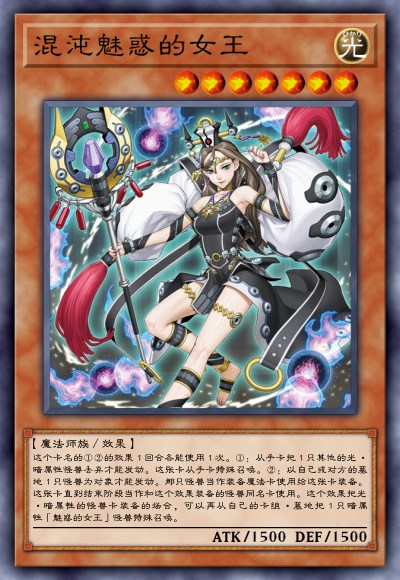 混沌魅惑的女王
ひかり
光
【魔法师族／效果】
这个卡名的①②的效果1回合各能使用1次。①：从手卡把1只其他的光・
暗属性怪兽丢弃才能发动。这张卡从手卡特殊召唤。②：以自己或对方的墓
地1只怪兽为对象才能发动。那只怪兽当作装备魔法卡使用给这张卡装备。
这张卡直到结束阶段当作和这个效果装备的怪兽同名卡使用。这个效果把光
・暗属性的怪兽卡装备的场合，可以再从自己的卡组・墓地把1只暗属
性「魅惑的女王」怪兽特殊召唤。
ATK/1500 DEF/1500